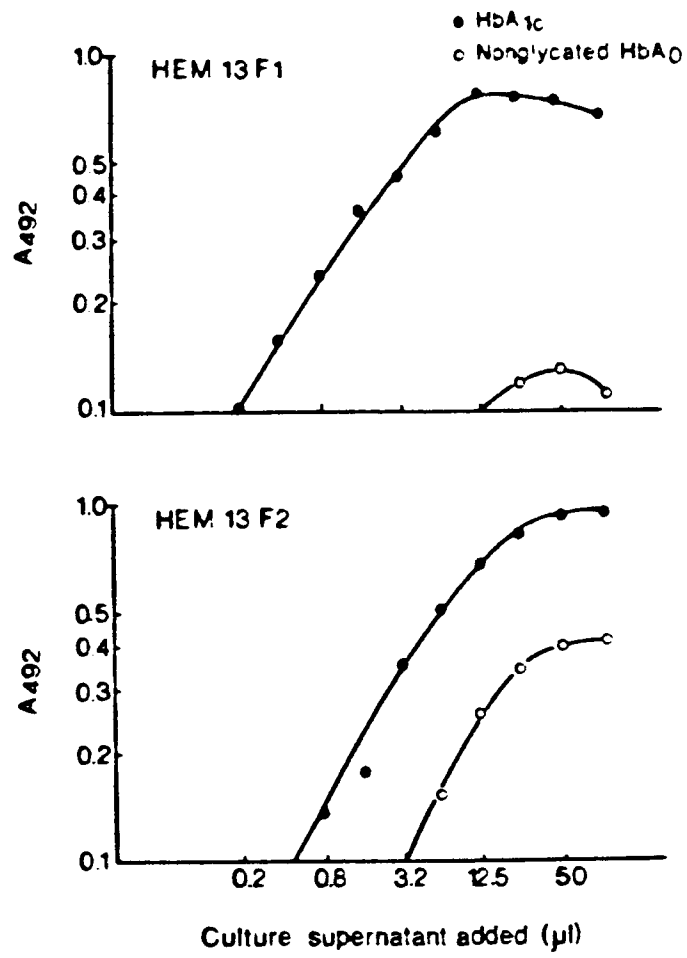 ● HbA1c
○ Nonglycated HbA0
HEM 13 F1
1.0
0.5
0.4
0.3
0.2
0.1
A492
HEM 13 F2
1.0
0.5
0.4
0.3
0.2
0.1
A492
0.2 0.8 3.2 12.5 50
Culture supernatant added (µl)